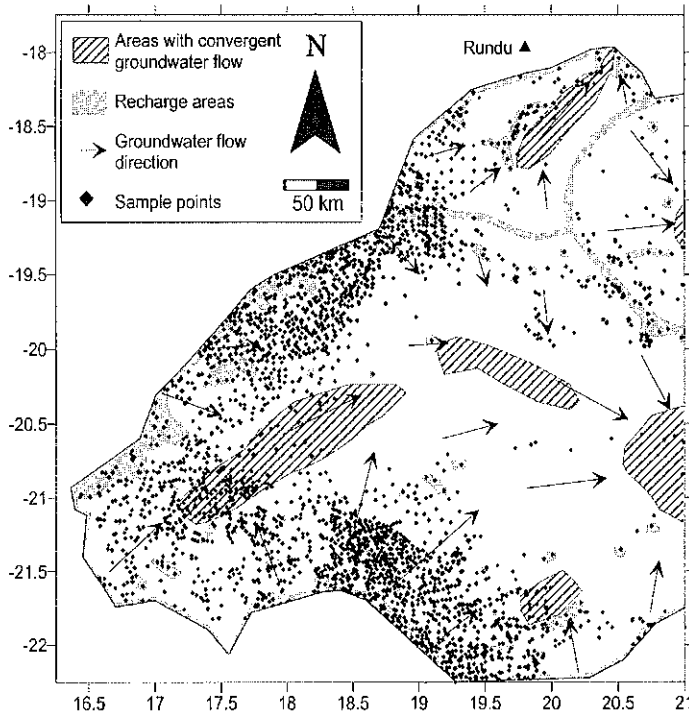 Areas with convergent
groundwater flow
Recharge areas
Groundwater flow
direction
Sample points
N
50 km
Rundu
-18
-18.5
-19
-19.5
-20
-20.5
-21
-21.5
-22
16.5 17 17.5 18 18.5 19 19.5 20 20.5 21